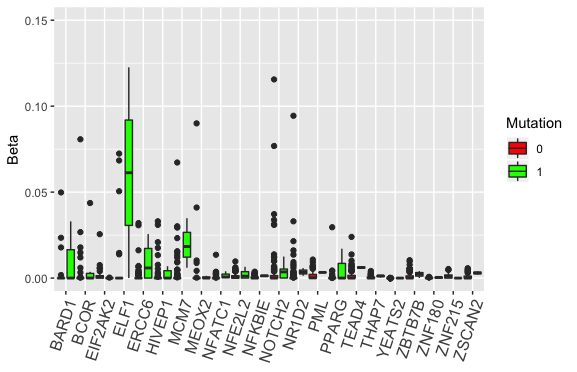 0.15
0.10
0.05
0.00
Beta
BARD1
BCOR
EIF2AK2
ELF1
ERCC6
HIVEP1
MCM7
MEOX2
NFATC1
NFE2L2
NFKBIE
NOTCH2
NR1D2
PML
PPARG
TEAD4
THAP7
YEATS2
ZBTB7B
ZNF180
ZNF215
ZSCAN2
Mutation
0
1